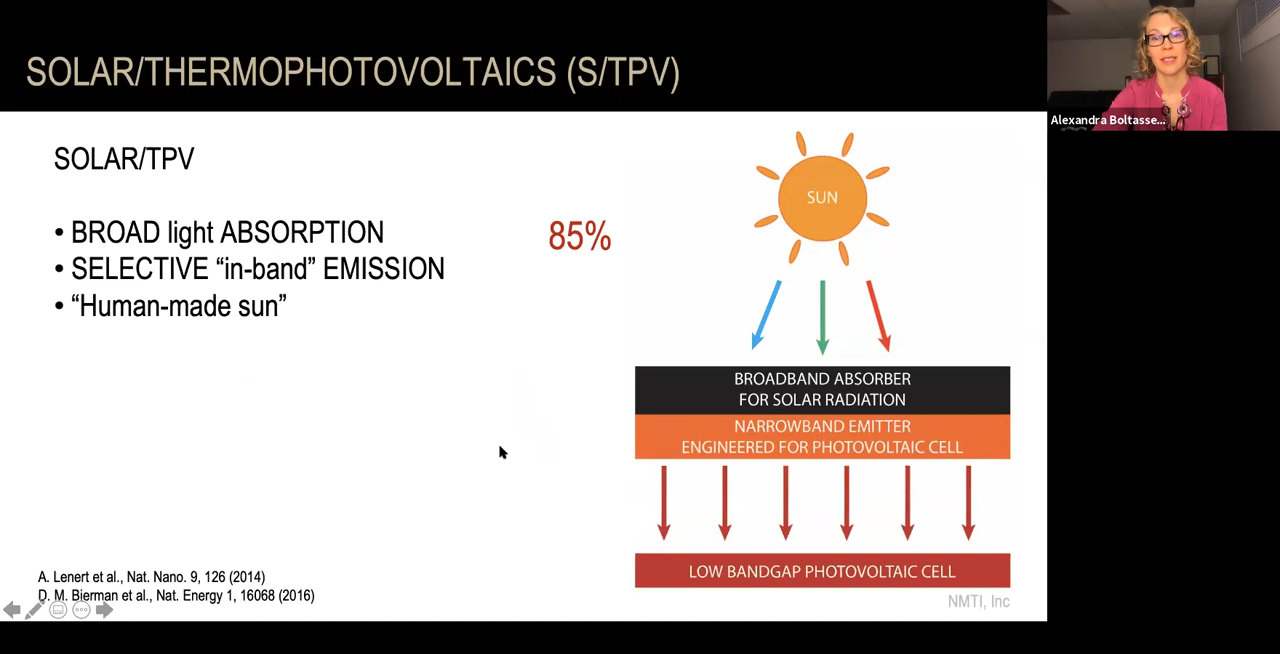 SOLAR/THERMOPHOTOVOLTAICS (S/TPV)
Alexandra Boltasse...
SOLAR/TPV
• BROAD light ABSORPTION
85%
• SELECTIVE “in-band” EMISSION
• “Human-made sun”
SUN
BROADBAND ABSORBER
FOR SOLAR RADIATION
NARROWBAND EMITTER
ENGINEERED FOR PHOTOVOLTAIC CELL
LOW BANDGAP PHOTOVOLTAIC CELL
NMTI, Inc
A. Lenert et al., Nat. Nano. 9, 126 (2014)
D. M. Bierman et al., Nat. Energy 1, 16068 (2016)